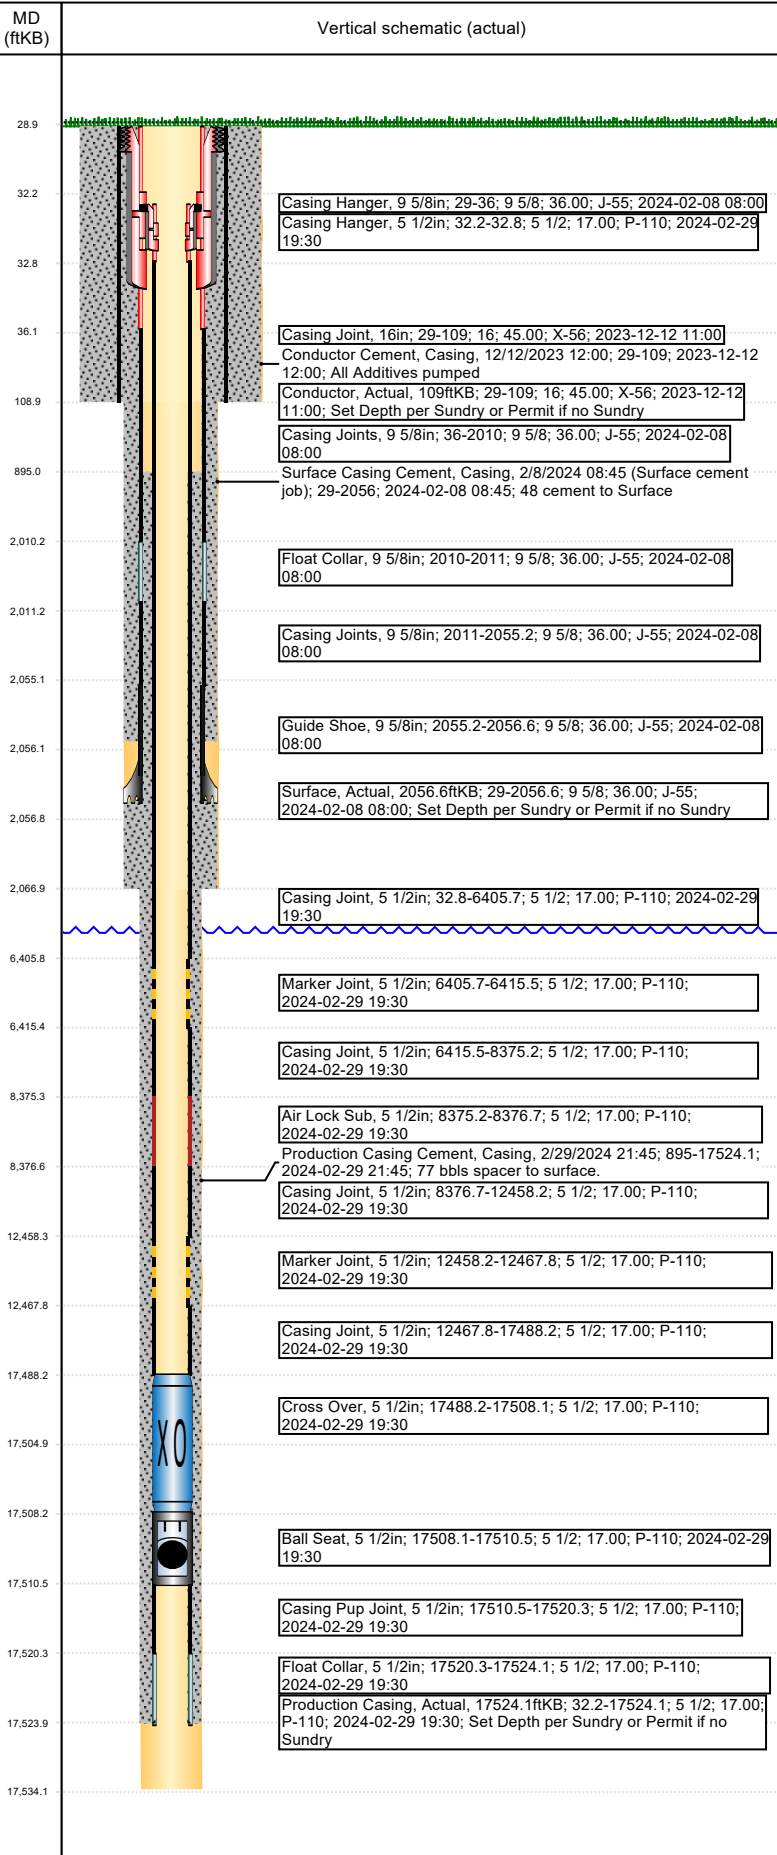 MD
(ftKB)
Vertical schematic (actual)
28.9
32.2
Casing Hanger, 9 5/8in; 29-36; 9 5/8; 36.00; J-55; 2024-02-08 08:00
Casing Hanger, 5 1/2in; 32.2-32.8; 5 1/2; 17.00; P-110; 2024-02-29
19:30
32.8
36.1
Casing Joint, 16in; 29-109; 16; 45.00; X-56; 2023-12-12 11:00
Conductor Cement, Casing, 12/12/2023 12:00; 29-109; 2023-12-12
12:00; All Additives pumped
Conductor, Actual, 109ftKB; 29-109; 16; 45.00; X-56; 2023-12-12
11:00; Set Depth per Sundry or Permit if no Sundry
108.9
Casing Joints, 9 5/8in; 36-2010; 9 5/8; 36.00; J-55; 2024-02-08
08:00
895.0
Surface Casing Cement, Casing, 2/8/2024 08:45 (Surface cement
job); 29-2056; 2024-02-08 08:45; 48 cement to Surface
2,010.2
Float Collar, 9 5/8in; 2010-2011; 9 5/8; 36.00; J-55; 2024-02-08
08:00
2,011.2
Casing Joints, 9 5/8in; 2011-2055.2; 9 5/8; 36.00; J-55; 2024-02-08
08:00
2,055.1
Guide Shoe, 9 5/8in; 2055.2-2056.6; 9 5/8; 36.00; J-55; 2024-02-08
08:00
2,056.1
Surface, Actual, 2056.6ftKB; 29-2056.6; 9 5/8; 36.00; J-55;
2024-02-08 08:00; Set Depth per Sundry or Permit if no Sundry
2,056.8
2,066.9
Casing Joint, 5 1/2in; 32.8-6405.7; 5 1/2; 17.00; P-110; 2024-02-29
19:30
6,405.8
Marker Joint, 5 1/2in; 6405.7-6415.5; 5 1/2; 17.00; P-110;
2024-02-29 19:30
6,415.4
Casing Joint, 5 1/2in; 6415.5-8375.2; 5 1/2; 17.00; P-110;
2024-02-29 19:30
8,375.3
Air Lock Sub, 5 1/2in; 8375.2-8376.7; 5 1/2; 17.00; P-110;
2024-02-29 19:30
Production Casing Cement, Casing, 2/29/2024 21:45; 895-17524.1;
2024-02-29 21:45; 77 bbls spacer to surface.
8,376.6
Casing Joint, 5 1/2in; 8376.7-12458.2; 5 1/2; 17.00; P-110;
2024-02-29 19:30
12,458.3
Marker Joint, 5 1/2in; 12458.2-12467.8; 5 1/2; 17.00; P-110;
2024-02-29 19:30
12,467.8
Casing Joint, 5 1/2in; 12467.8-17488.2; 5 1/2; 17.00; P-110;
2024-02-29 19:30
17,488.2
Cross Over, 5 1/2in; 17488.2-17508.1; 5 1/2; 17.00; P-110;
2024-02-29 19:30
XO
17,504.9
17,508.2
Ball Seat, 5 1/2in; 17508.1-17510.5; 5 1/2; 17.00; P-110; 2024-02-29
19:30
17,510.5
Casing Pup Joint, 5 1/2in; 17510.5-17520.3; 5 1/2; 17.00; P-110;
2024-02-29 19:30
17,520.3
Float Collar, 5 1/2in; 17520.3-17524.1; 5 1/2; 17.00; P-110;
2024-02-29 19:30
Production Casing, Actual, 17524.1ftKB; 32.2-17524.1; 5 1/2; 17.00;
P-110; 2024-02-29 19:30; Set Depth per Sundry or Permit if no
Sundry
17,523.9
17,534.1